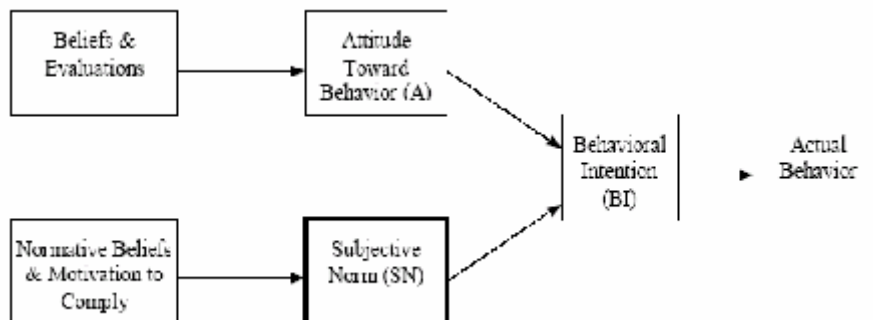 Beliefs &
Evaluations
Attitude
Toward
Behavior (A)
Behavioral
Intention
(BI)
Actual
Behavior
Normative Beliefs
& Motivation to
Comply
Subjective
Norm (SN)